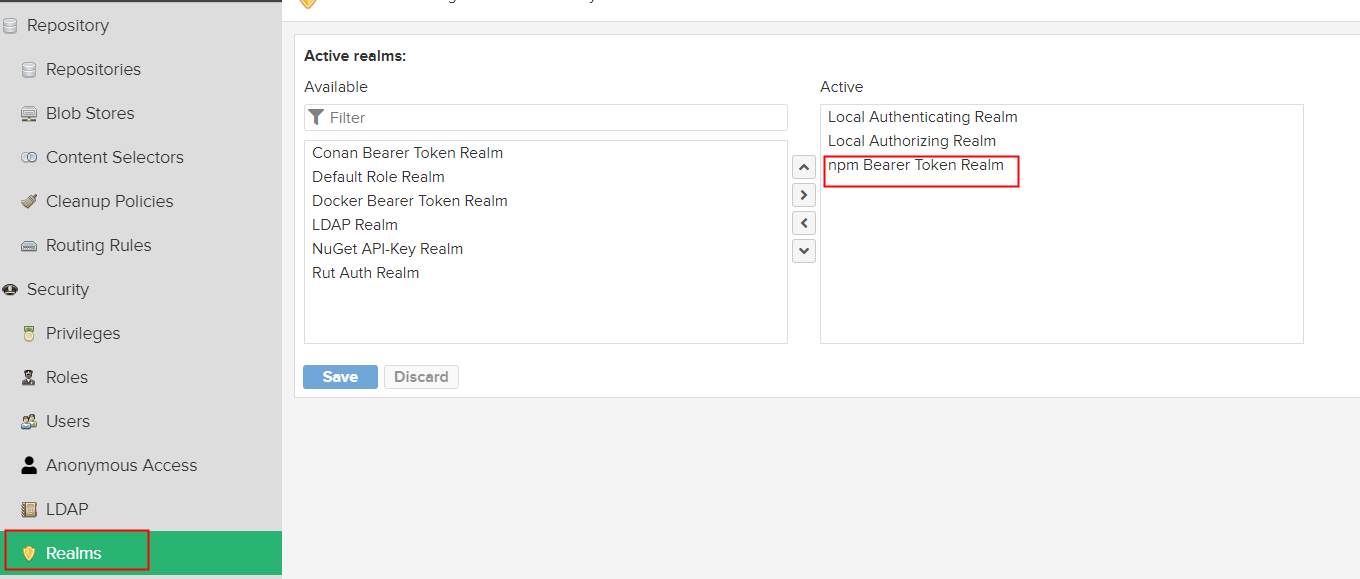 Repository
Repositories
Blob Stores
Content Selectors
Cleanup Policies
Routing Rules
Security
Privileges
Roles
Users
Anonymous Access
LDAP
Realms
Active realms:
Available
Filter
Conan Bearer Token Realm
Default Role Realm
Docker Bearer Token Realm
LDAP Realm
NuGet API-Key Realm
Rut Auth Realm
Active
Local Authenticating Realm
Local Authorizing Realm
npm Bearer Token Realm
Save
Discard